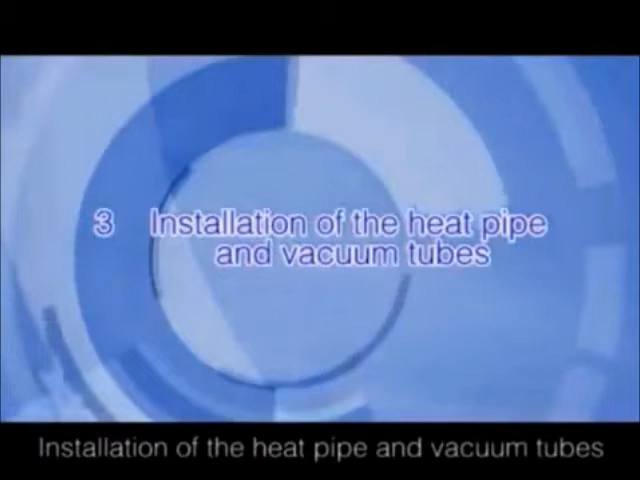 3 Installation of the heat pipe
and vacuum tubes
Installation of the heat pipe and vacuum tubes